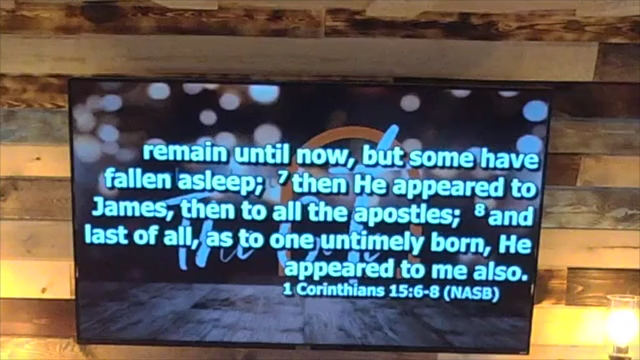 remain until now, but some have
fallen asleep; 7 then He appeared to
James, then to all the apostles; 8 and
last of all, as to one untimely born, He
appeared to me also.
1 Corinthians 15:6-8 (NASB)